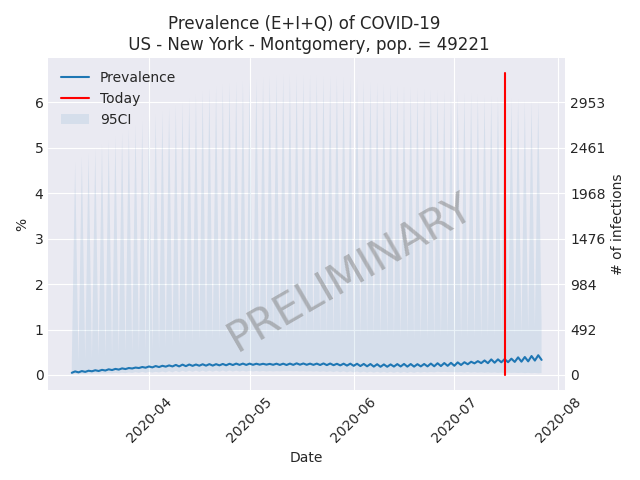 Prevalence (E+I+Q) of COVID-19
US - New York - Montgomery, pop. = 49221
Prevalence
Today
95CI
6
5
4
3
2
1
0
%
2953
2461
1968
1476
984
492
0
# of infections
PRELIMINARY
2020-04
2020-05
2020-06
2020-07
2020-08
Date